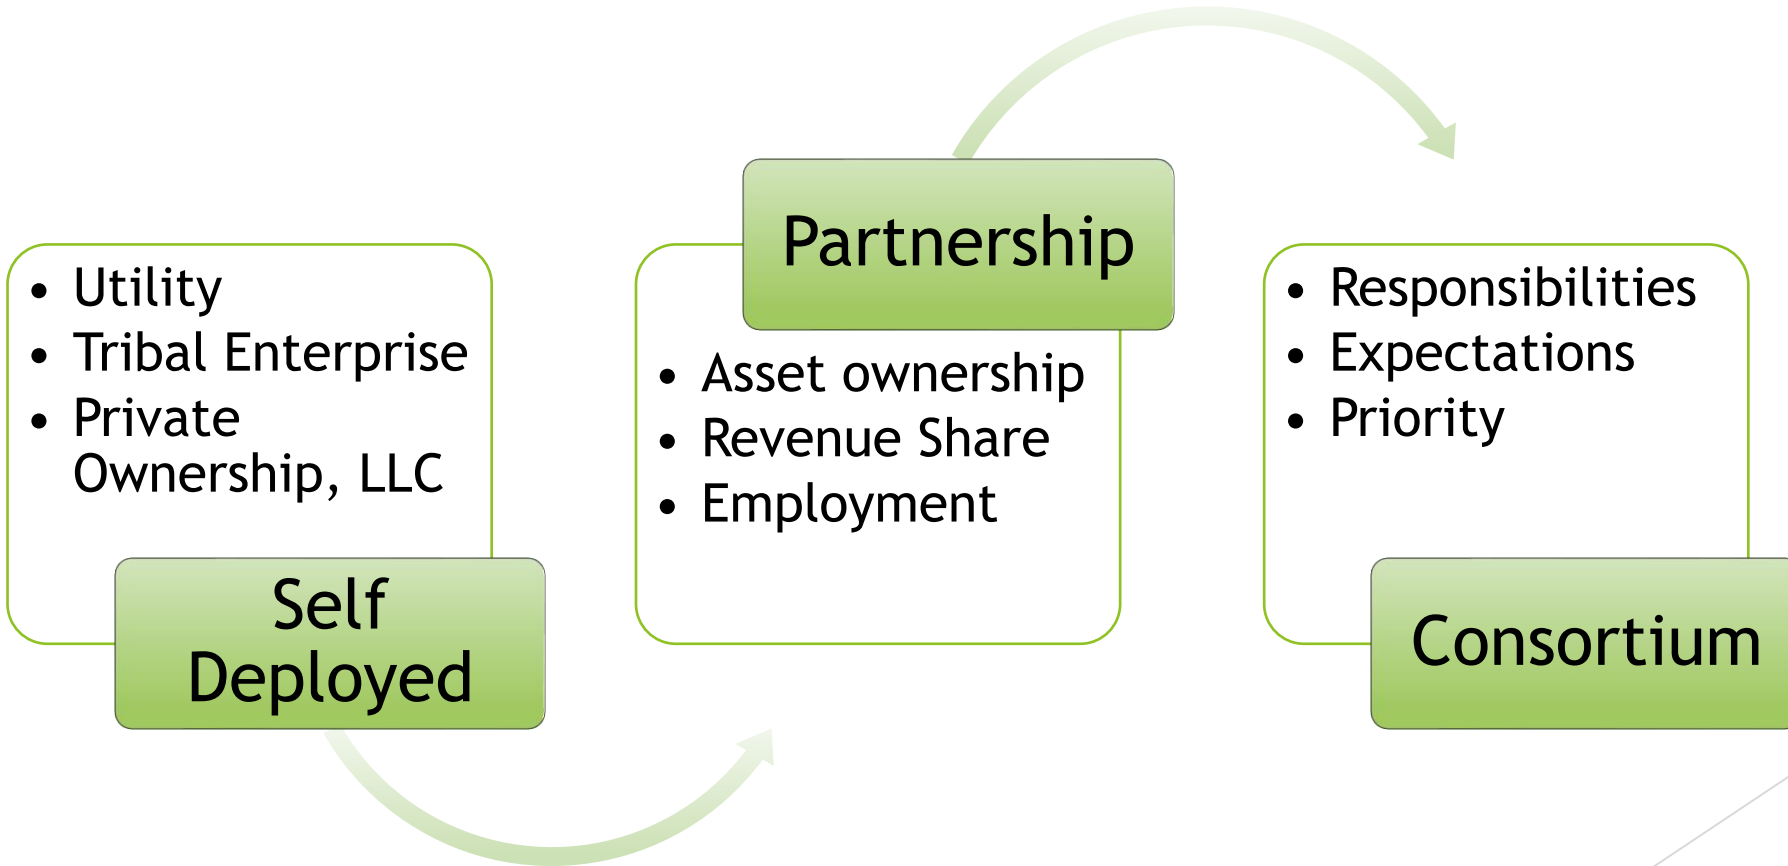 • Utility
• Tribal Enterprise
• Private
Ownership, LLC
Self
Deployed
Partnership
• Asset ownership
• Revenue Share
• Employment
• Responsibilities
• Expectations
• Priority
Consortium